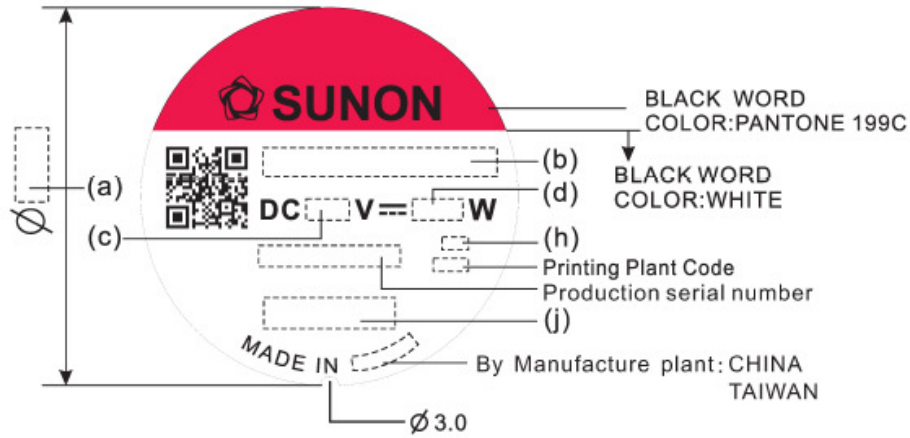 SUNON
BLACK WORD
COLOR:PANTONE 199C
(a)
(b)
BLACK WORD
COLOR:WHITE
(d)
DC V W
(c)
(h)
Printing Plant Code
Production serial number
(j)
MADE IN
By Manufacture plant: CHINA
TAIWAN
Ø
Ø 3.0